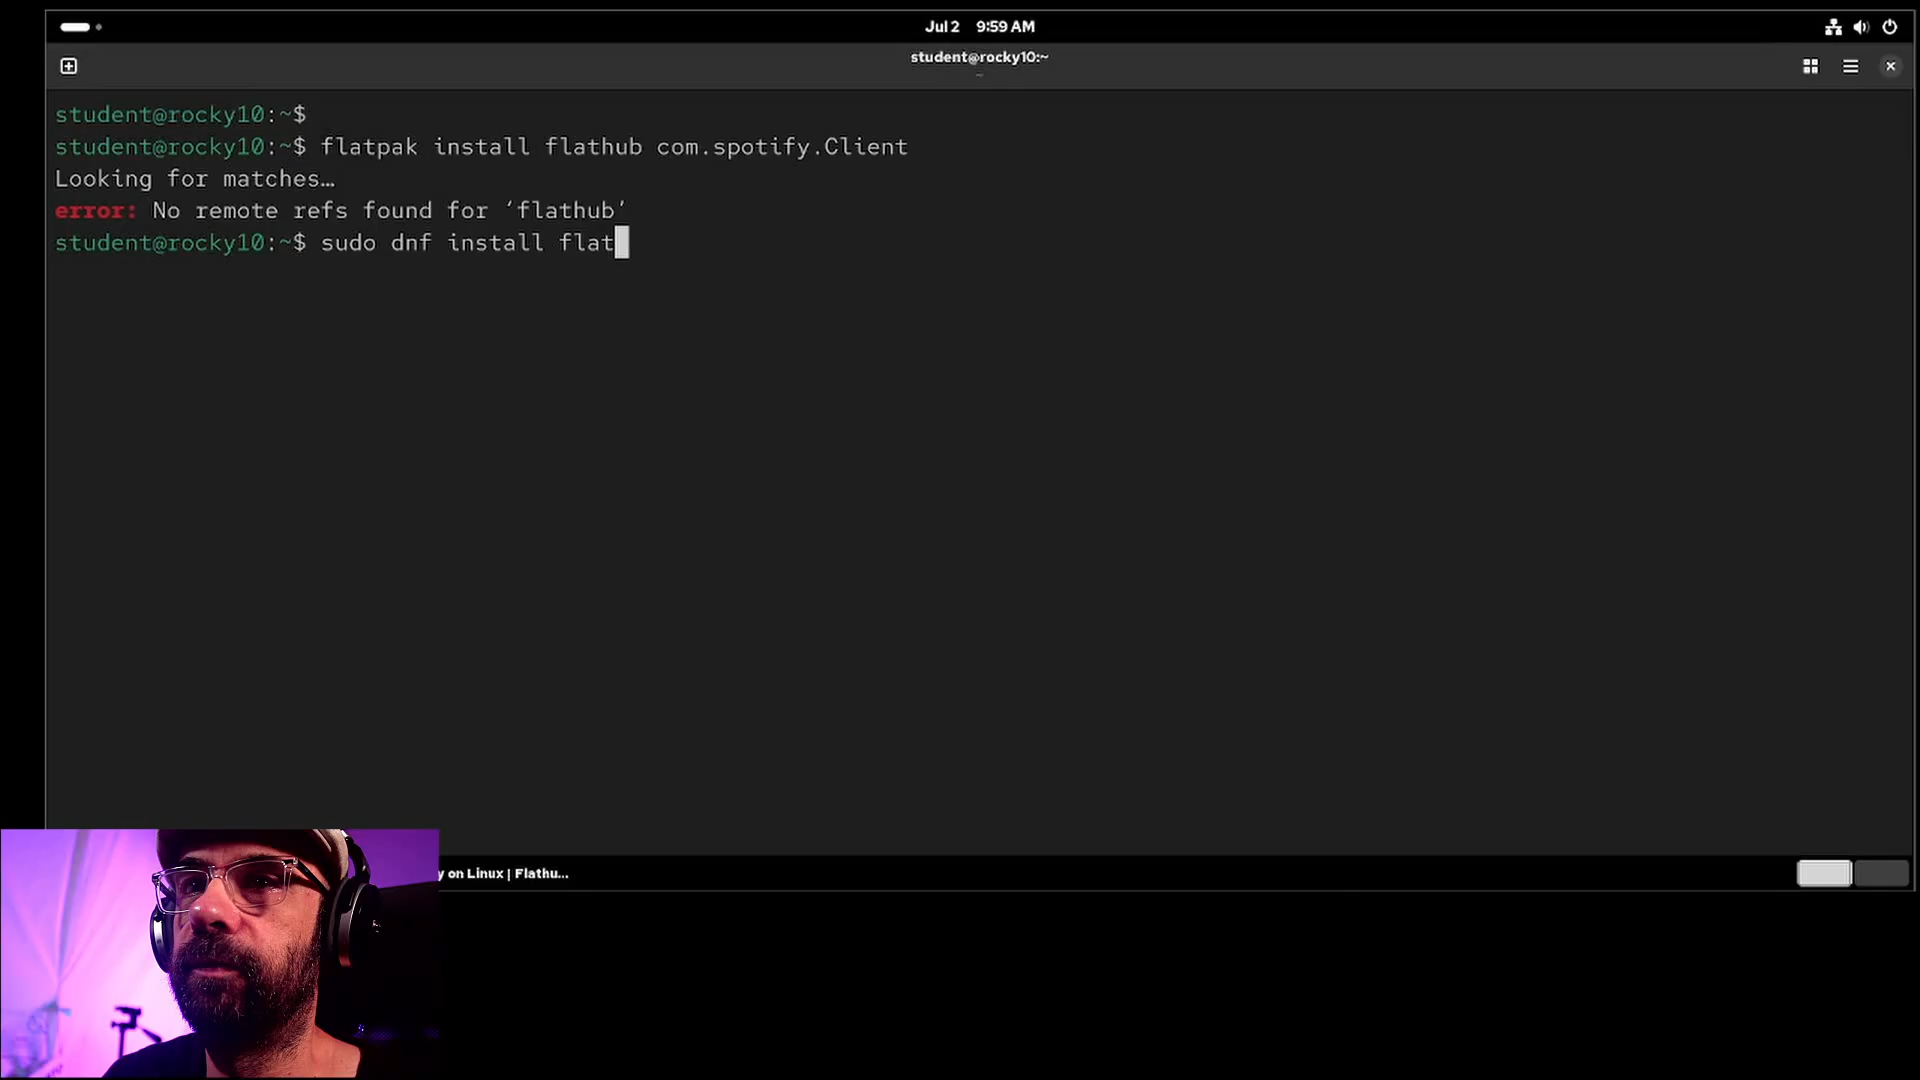 Jul 2 9:59 AM
student@rocky10:~
student@rocky10:~$
student@rocky10:~$ flatpak install flathub com.spotify.Client
Looking for matches…
error: No remote refs found for ‘flathub’
student@rocky10:~$ sudo dnf install flat
y on Linux | Flathu...